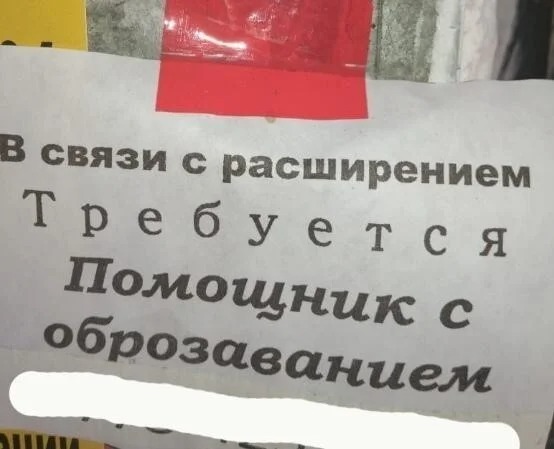 В связи с расширением
Требуется
Помощник с
оброзаванием